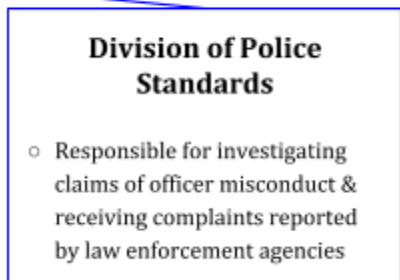 Division of Police
Standards
○ Responsible for investigating
claims of officer misconduct &
receiving complaints reported
by law enforcement agencies